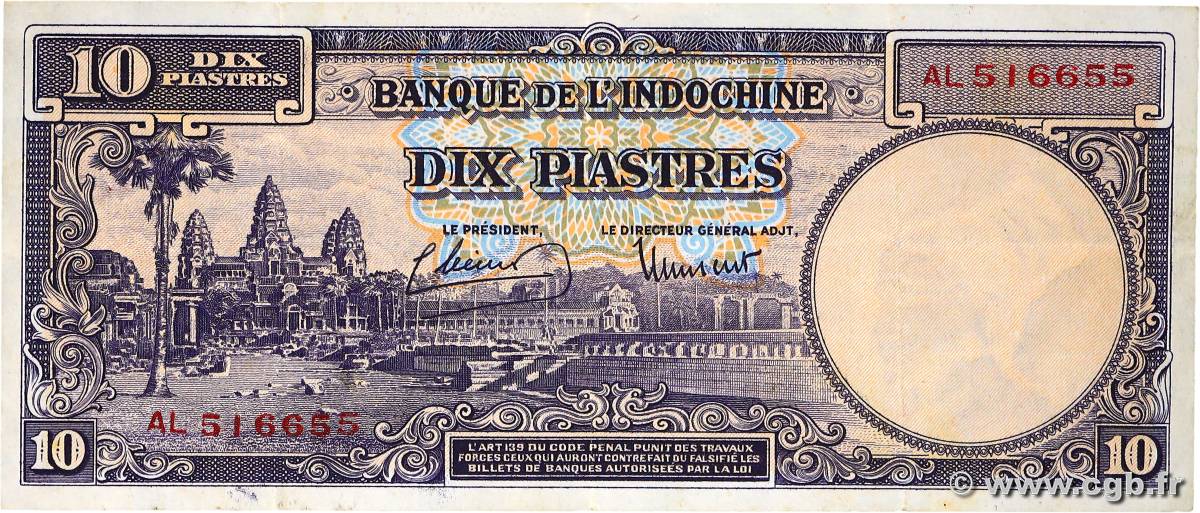 10 DIX
PIASTRES
AL 516655
BANQUE DE L'INDOCHINE
DIX PIASTRES
LE PRÉSIDENT,
LE DIRECTEUR GÉNÉRAL ADJT,
AL 516655
10
L'ART 139 DU CODE PENAL PUNIT DES TRAVAUX
FORCES CEUX QUI AURONT CONTREFAIT OU FALSIFIÉ LES
BILLETS DE BANQUES AUTORISEES PAR LA LOI
10
© www.cgb.fr